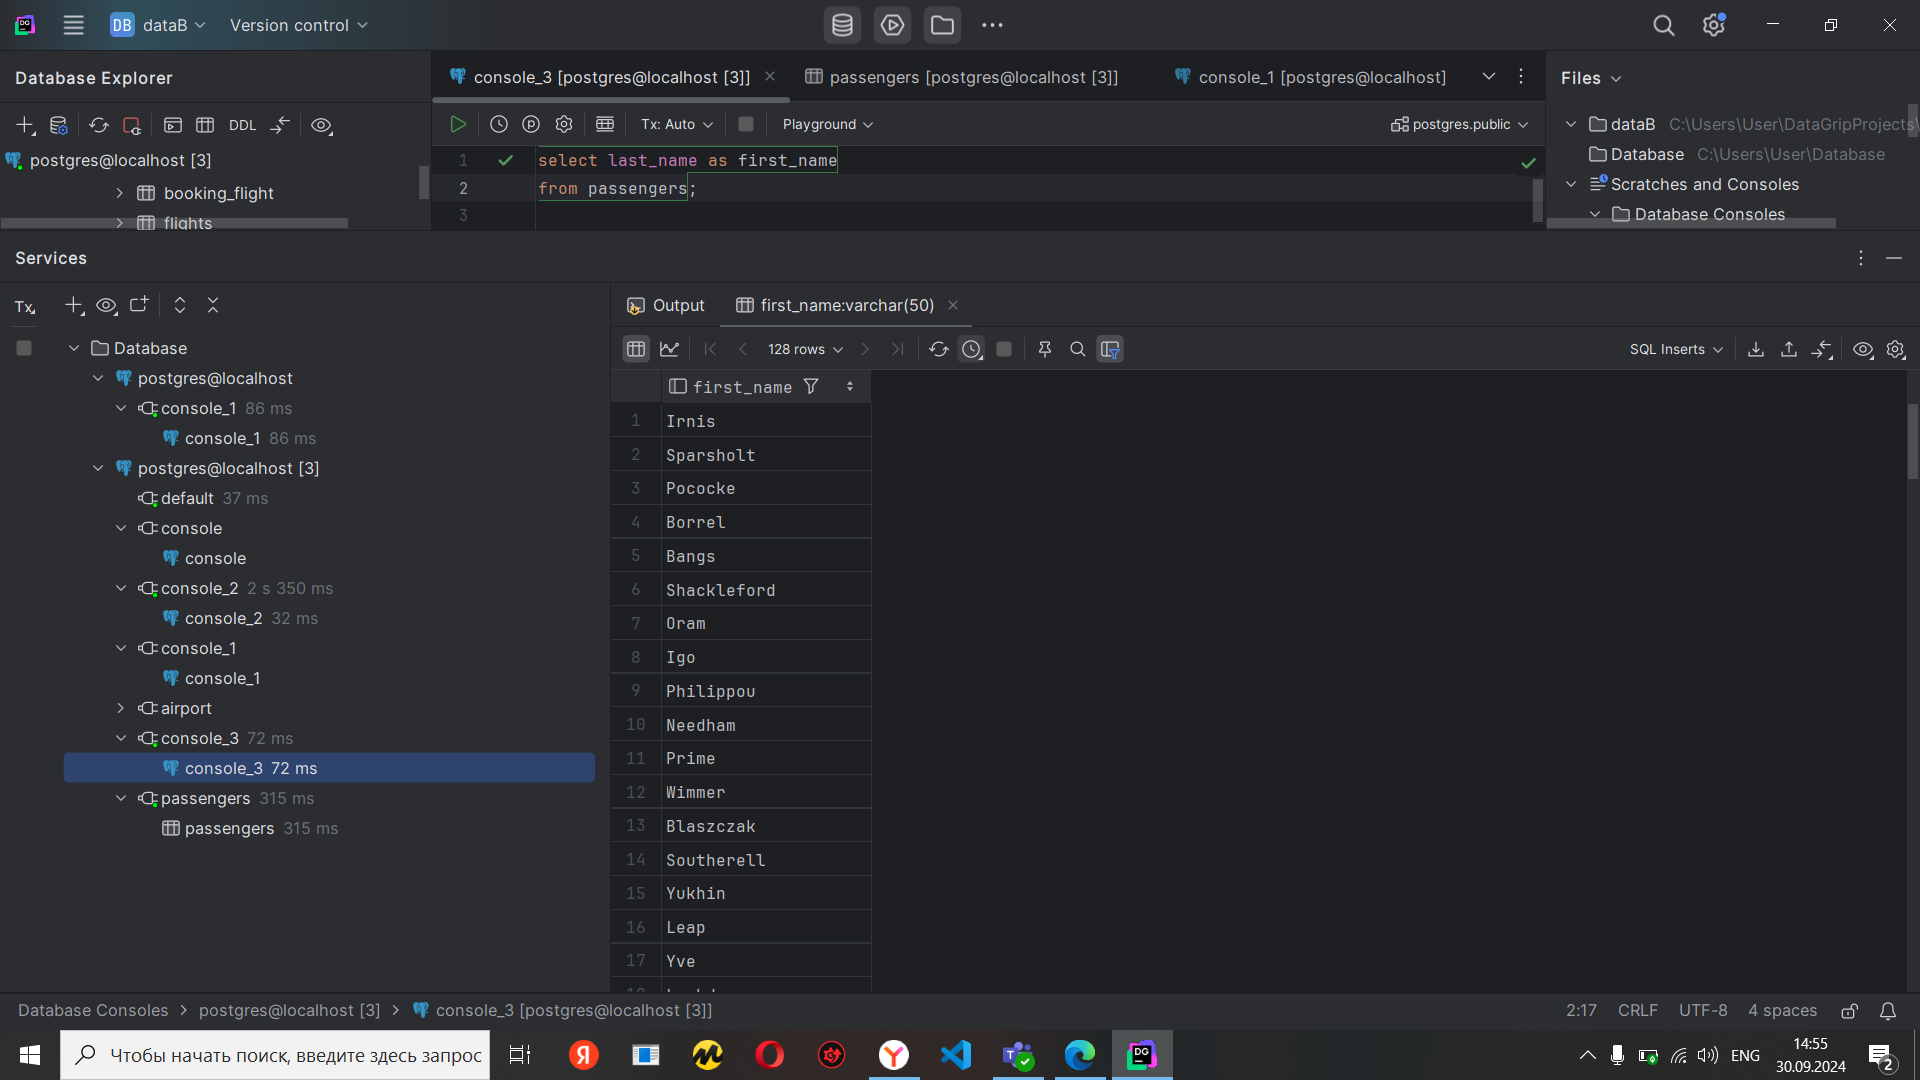 DB dataB Version control
Database Explorer
console_3 [postgres@localhost [3]] passengers [postgres@localhost [3]] console_1 [postgres@localhost]
Files
DDL
Tx: Auto Playground postgres.public
postgres@localhost [3]
booking_flight
flights
1 select last_name as first_name
2 from passengers;
3
dataB C:\Users\User\DataGripProjects\
Database C:\Users\User\Database
Scratches and Consoles
Database Consoles
Services
Tx
Database
postgres@localhost
console_1 86 ms
console_1 86 ms
postgres@localhost [3]
default 37 ms
console
console
console_2 2 s 350 ms
console_2 32 ms
console_1
console_1
airport
console_3 72 ms
console_3 72 ms
passengers 315 ms
passengers 315 ms
Output first_name:varchar(50)
128 rows SQL Inserts
first_name
1 Irnis
2 Sparsholt
3 Pococke
4 Borrel
5 Bangs
6 Shackleford
7 Oram
8 Igo
9 Philippou
10 Needham
11 Prime
12 Wimmer
13 Blaszczak
14 Southerell
15 Yukhin
16 Leap
17 Yve
Database Consoles > postgres@localhost [3] > console_3 [postgres@localhost [3]]
2:17 CRLF UTF-8 4 spaces
Чтобы начать поиск, введите здесь запрос
ENG
14:55
30.09.2024
2